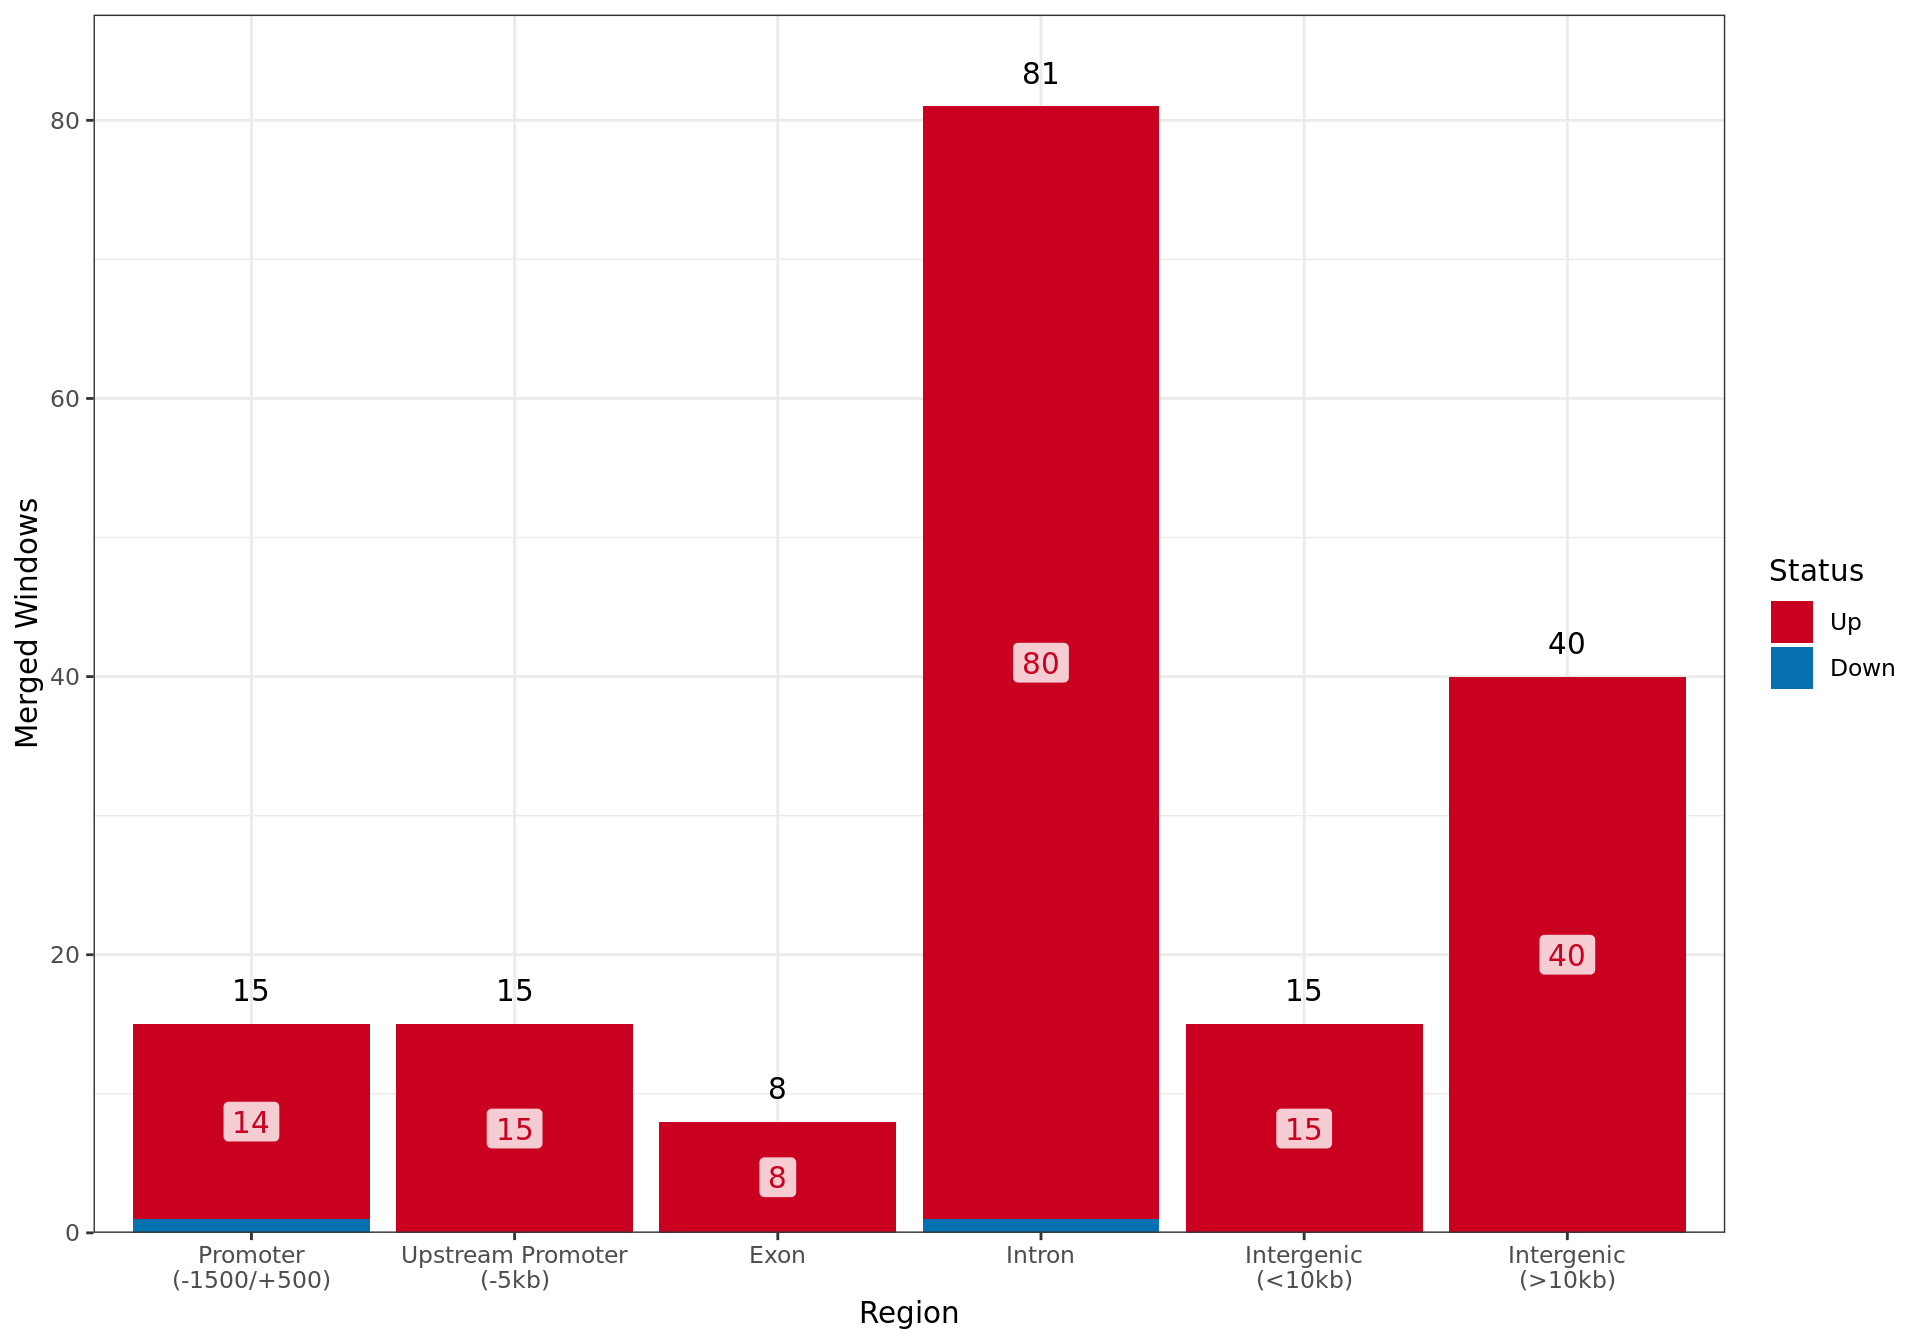 81
80
60
40
20
0
Merged Windows
15
14
15
15
8
8
80
15
15
40
40
Promoter
(-1500/+500)
Upstream Promoter
(-5kb)
Exon
Intron
Intergenic
(<10kb)
Intergenic
(>10kb)
Region
Status
Up
Down